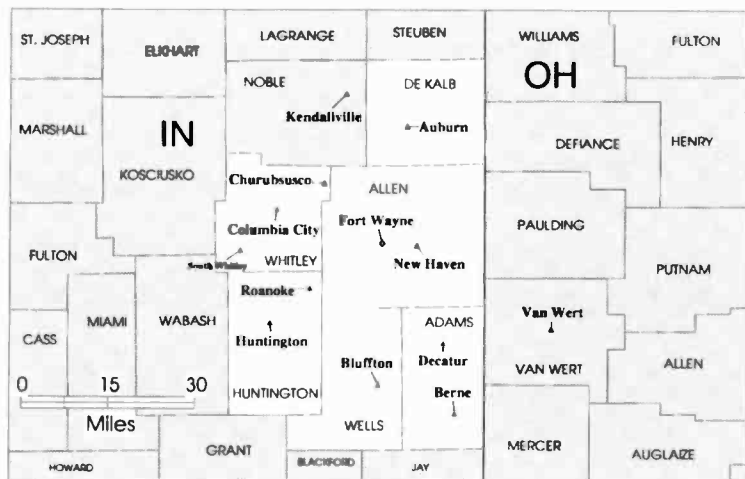 ST. JOSEPH
ELKHART
LAGRANGE
STEUBEN
WILLIAMS
FULTON
OH
NOBLE
DE KALB
Kendallville
Auburn
MARSHALL
IN
DEFIANCE
HENRY
KOSCIUSKO
Churubsusco
ALLEN
Columbia City
Fort Wayne
PAULDING
FULTON
South Whitley
WHITLEY
New Haven
PUTNAM
Roanoke
MIAMI
WABASH
CASS
Huntington
ADAMS
Van Wert
Decatur
Bluffton
VAN WERT
ALLEN
0 15 30
Miles
HUNTINGTON
Berne
WELLS
MERCER
AUGLAIZE
GRANT
HOWARD
BLACKFORD
JAY